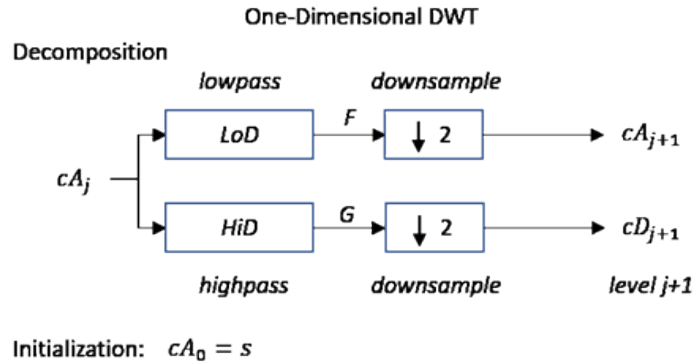 One-Dimensional DWT
Decomposition
lowpass downsample
LoD F ↓ 2 cA_{j+1}
cA_j
HiD G ↓ 2 cD_{j+1}
highpass downsample level j+1
Initialization: cA_0 = s